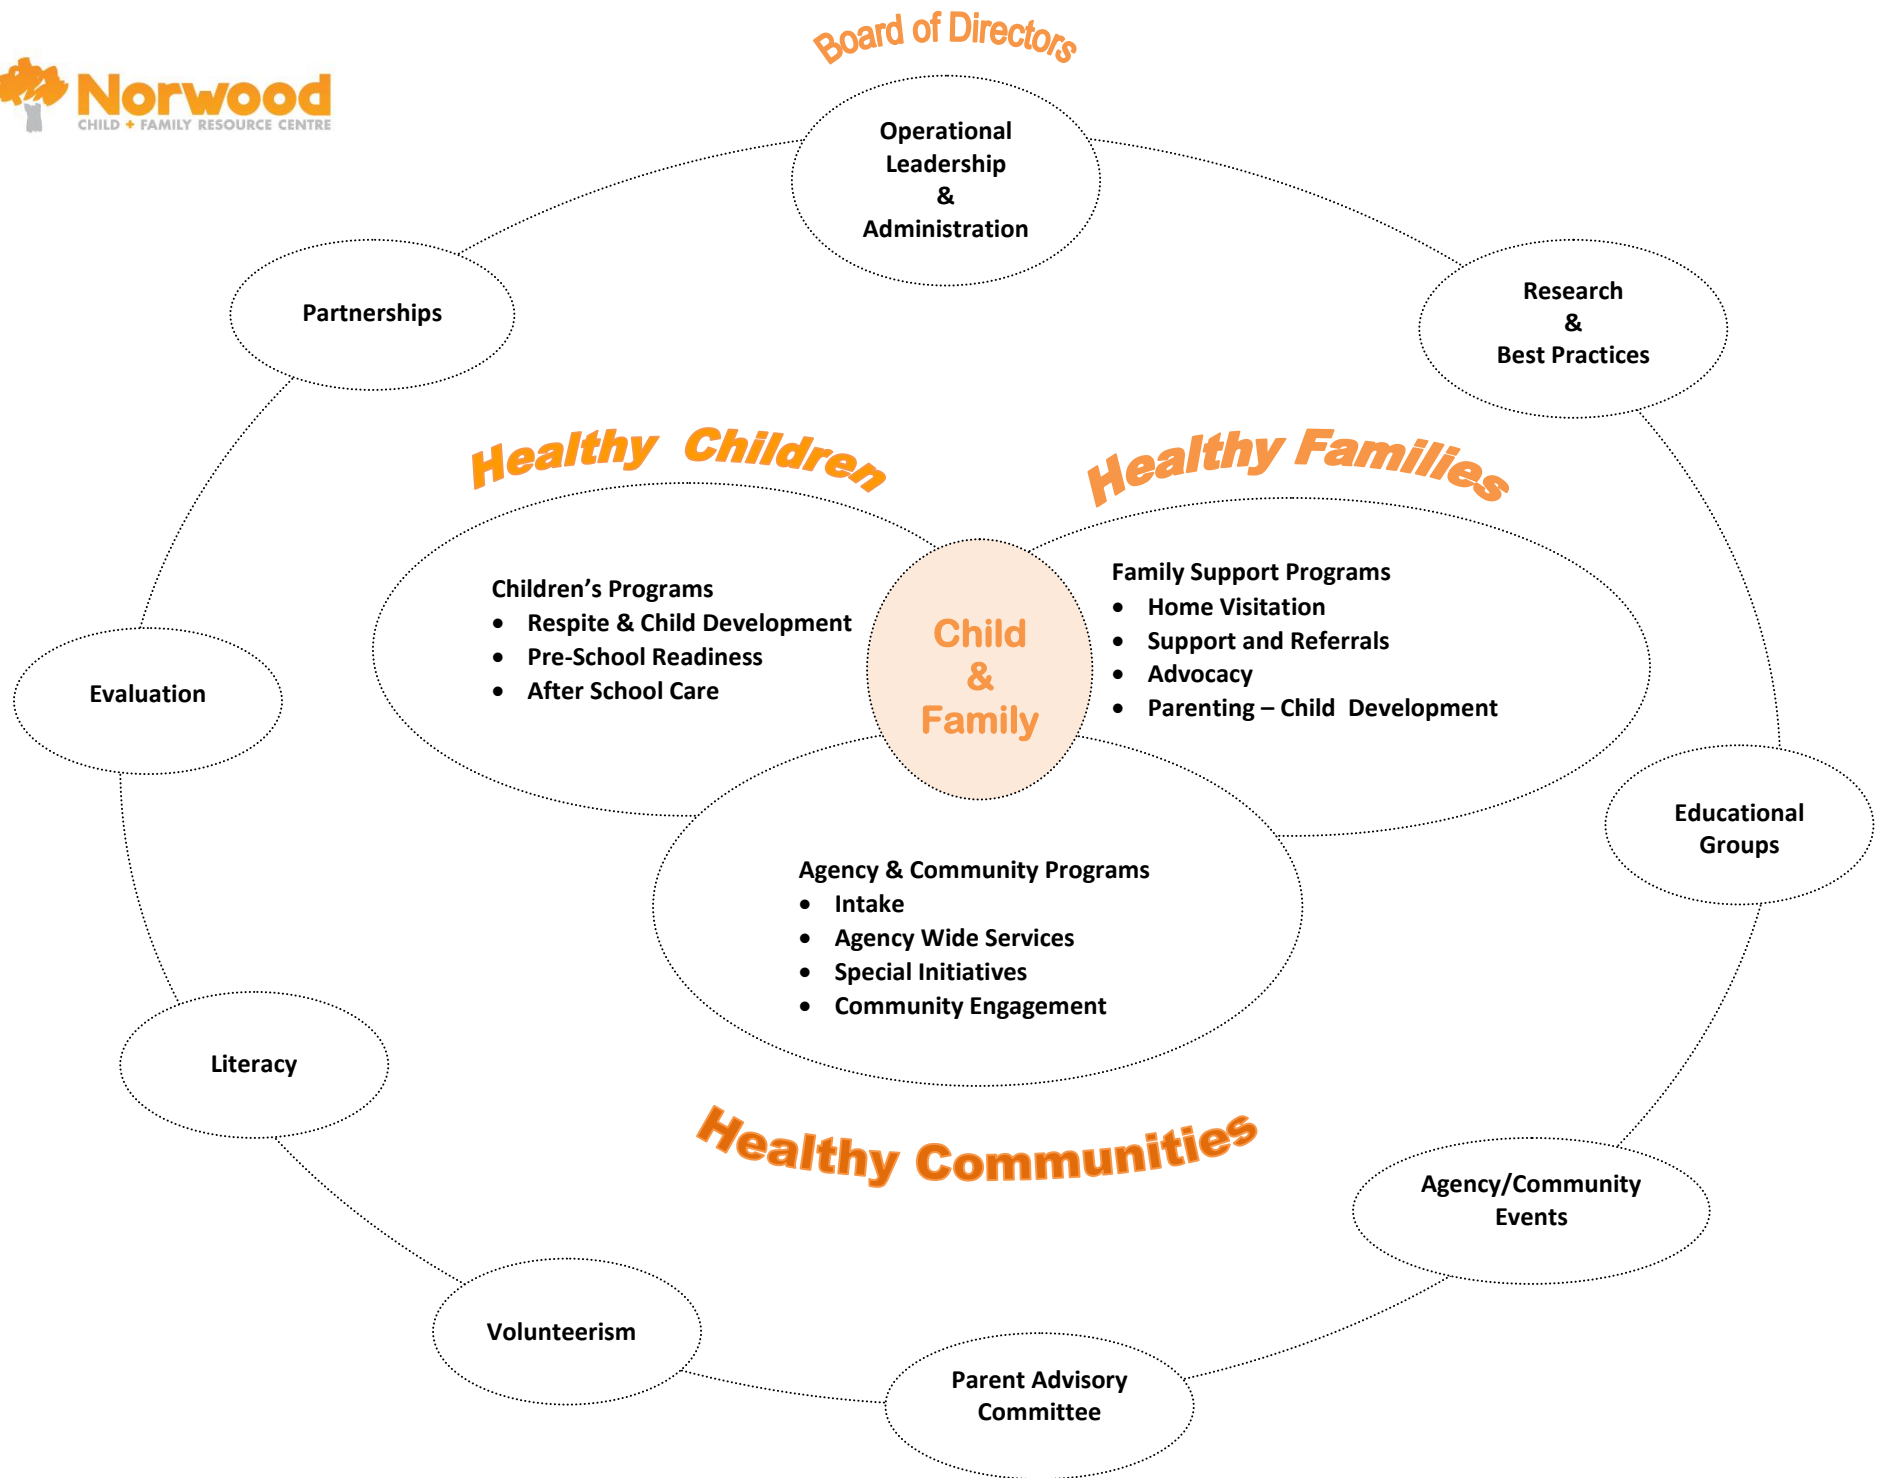 Board of Directors
Norwood
CHILD + FAMILY RESOURCE CENTRE
Operational
Leadership
&
Administration
Partnerships
Research
&
Best Practices
Healthy Children
Healthy Families
Children’s Programs
• Respite & Child Development
• Pre-School Readiness
• After School Care
Child
&
Family
Family Support Programs
• Home Visitation
• Support and Referrals
• Advocacy
• Parenting – Child Development
Evaluation
Educational
Groups
Agency & Community Programs
• Intake
• Agency Wide Services
• Special Initiatives
• Community Engagement
Literacy
Healthy Communities
Agency/Community
Events
Volunteerism
Parent Advisory
Committee